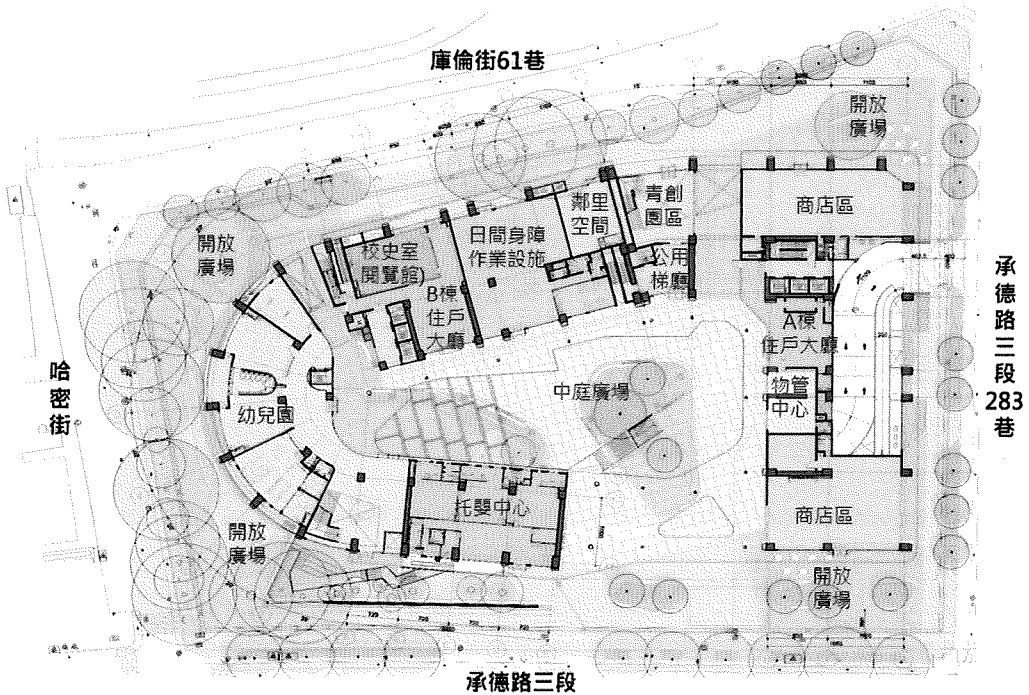 庫倫街61巷
開放
廣場
青創
園區
鄰里
空間
商店區
日間身障
作業設施
校史室
閱覽館)
開放
廣場
公用
梯廳
B棟
住戶
大廳
A棟
住戶大廳
承德路三段283巷
哈密街
中庭廣場
物管
中心
幼兒園
托嬰中心
商店區
開放
廣場
開放
廣場
承德路三段